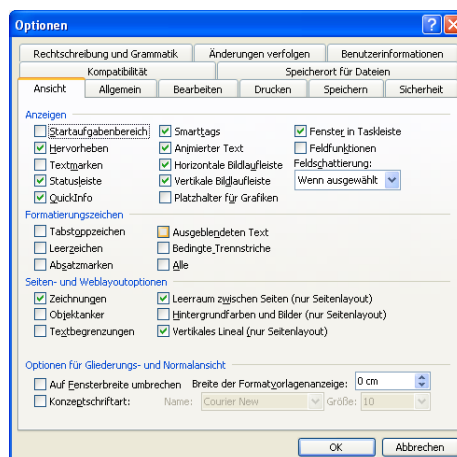 Optionen
Rechtschreibung und Grammatik Änderungen verfolgen Benutzerinformationen
Kompatibilität Speicherort für Dateien
Ansicht Allgemein Bearbeiten Drucken Speichern Sicherheit
Anzeigen
Startaufgabenbereich Smarttags Fenster in Taskleiste
Hervorheben Animierter Text Feldfunktionen
Textmarken Horizontale Bildlaufleiste Feldschattierung:
Statusleiste Vertikale Bildlaufleiste Wenn ausgewählt
QuickInfo Platzhalter für Grafiken
Formatierungszeichen
Tabstoppzeichen Ausgeblendeten Text
Leerzeichen Bedingte Trennstriche
Absatzmarken Alle
Seiten- und Weblayoutoptionen
Zeichnungen Leerraum zwischen Seiten (nur Seitenlayout)
Objektanker Hintergrundfarben und Bilder (nur Seitenlayout)
Textbegrenzungen Vertikales Lineal (nur Seitenlayout)
Optionen für Gliederungs- und Normalansicht
Auf Fensterbreite umbrechen Breite der Formatvorlagenanzeige: 0 cm
Konzeptschriftart: Name: Courier New Größe: 10
OK Abbrechen